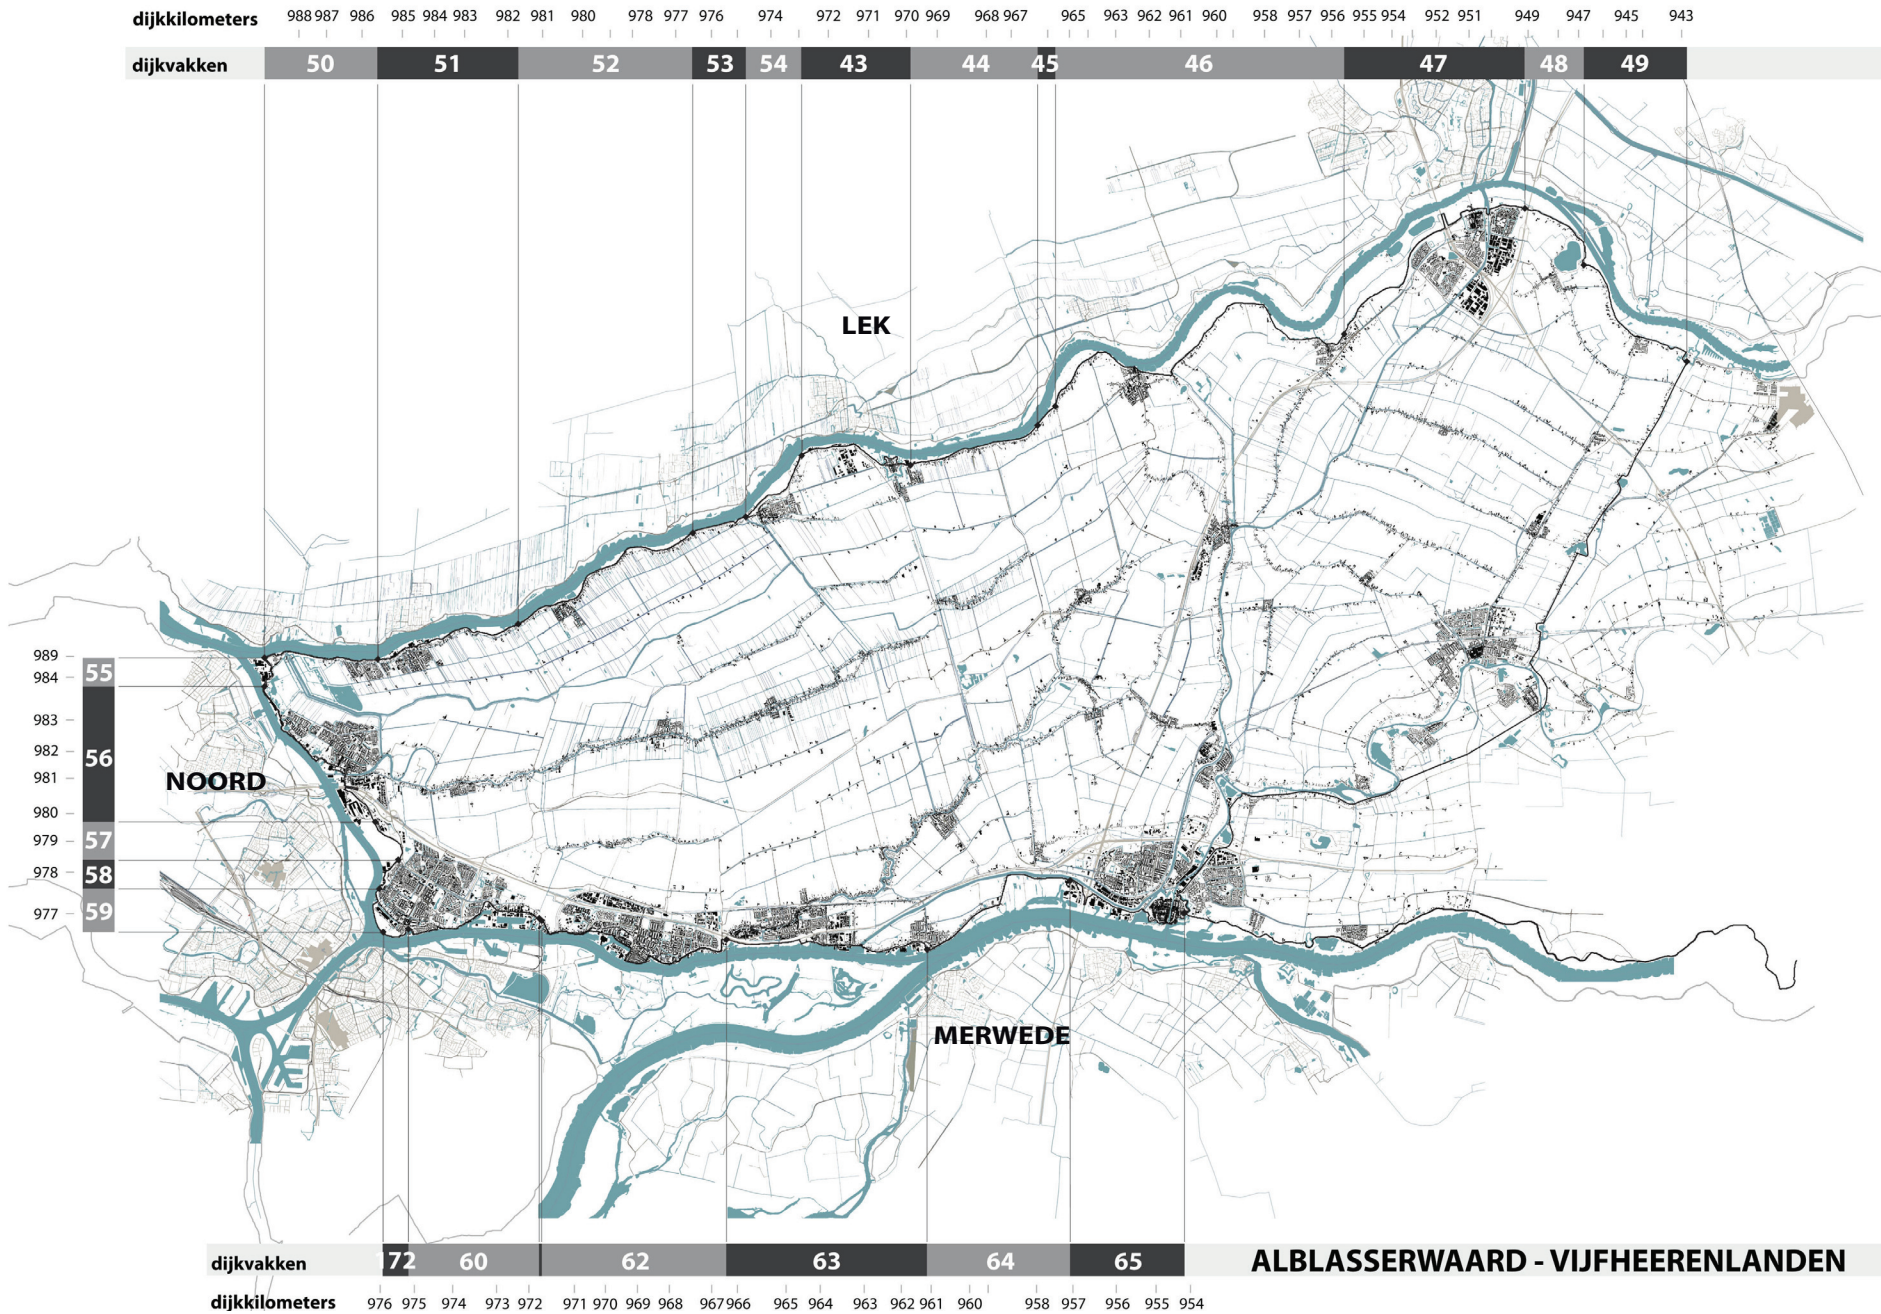 dijkkilometers 988 987 986 985 984 983 982 981 980 978 977 976 974 972 971 970 969 968 967 965 963 962 961 960 958 957 956 955 954 952 951 949 947 945 943
dijkvakken 50 51 52 53 54 43 44 45 46 47 48 49
LEK
989
984
55
983
982
56
981
NOORD
980
979
57
978
58
977
59
MERWEDE
dijkvakken 172 60 62 63 64 65 ALBLASSERWAARD - VIJFHEERENLANDEN
dijkkilometers 976 975 974 973 972 971 970 969 968 967 966 965 964 963 962 961 960 958 957 956 955 954